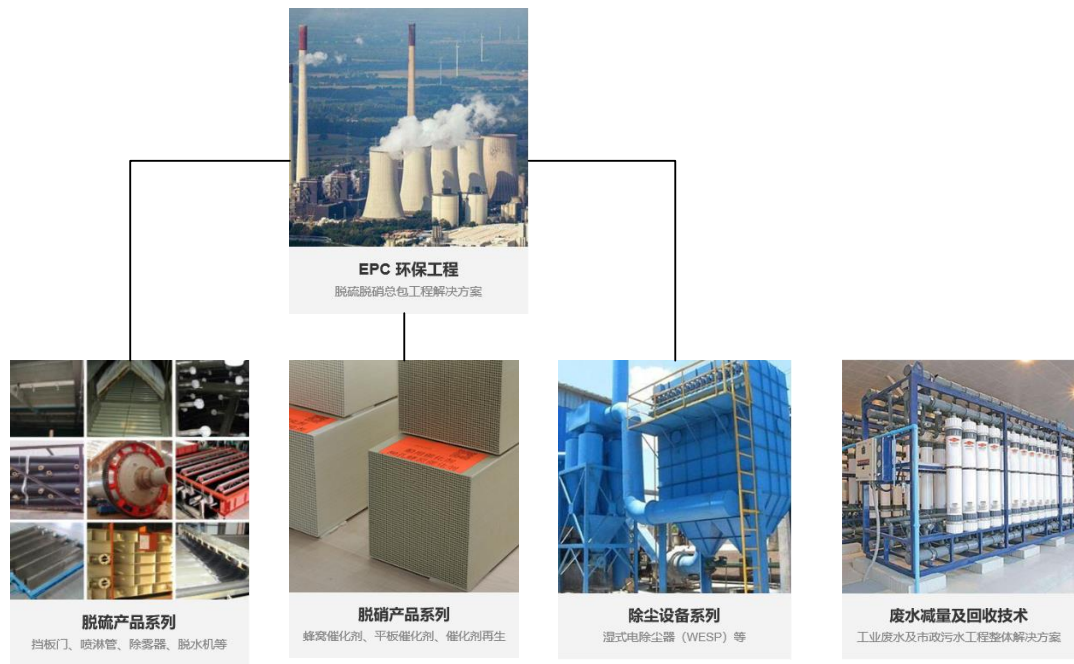 EPC 环保工程
脱硫脱硝总包工程解决方案
脱硫产品系列
挡板门、喷淋管、除雾器、脱水机等
脱硝产品系列
蜂窝催化剂、平板催化剂、催化剂再生
除尘设备系列
湿式电除尘器（WESP）等
废水减量及回收技术
工业废水及市政污水工程整体解决方案